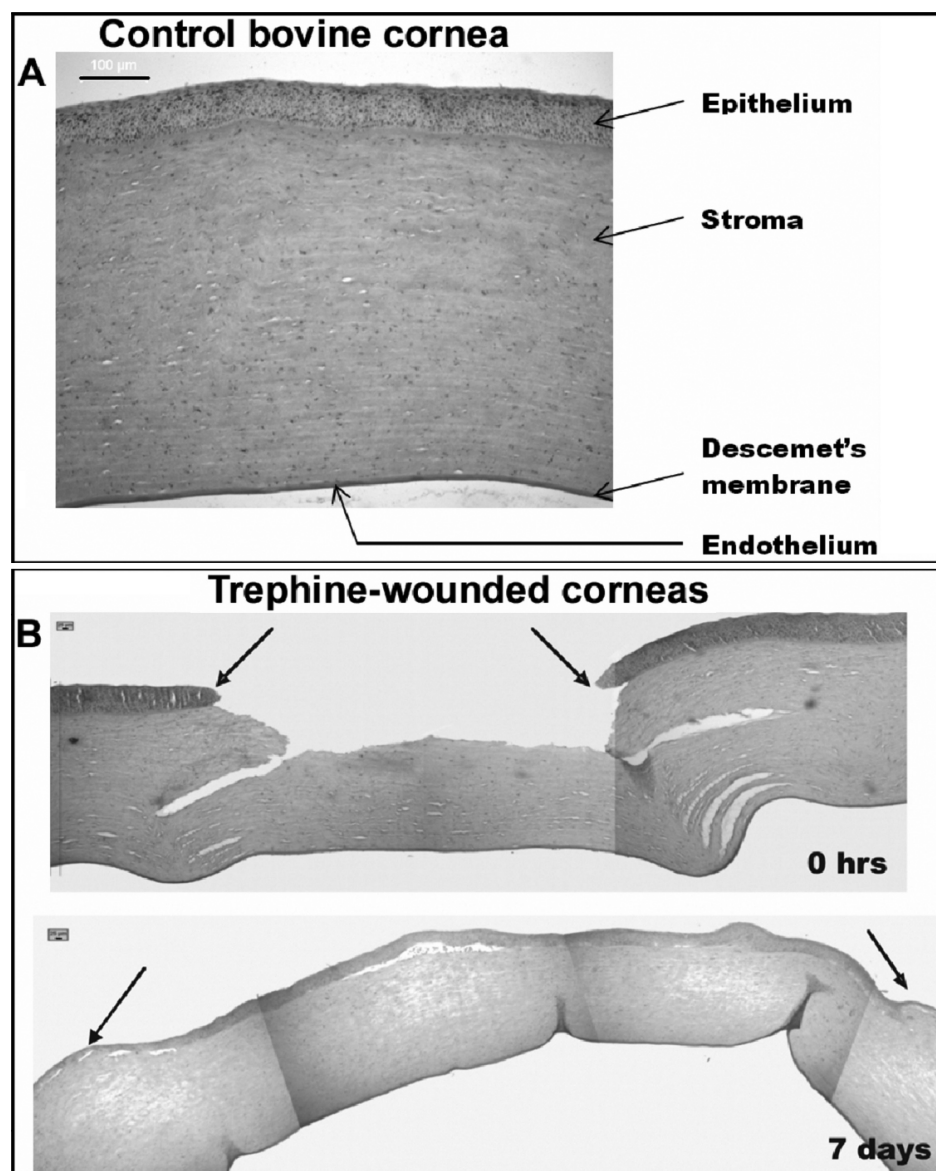 Control bovine cornea
A
100 µm
Epithelium
Stroma
Descemet's
membrane
Endothelium
Trephine-wounded corneas
B
0 hrs
7 days